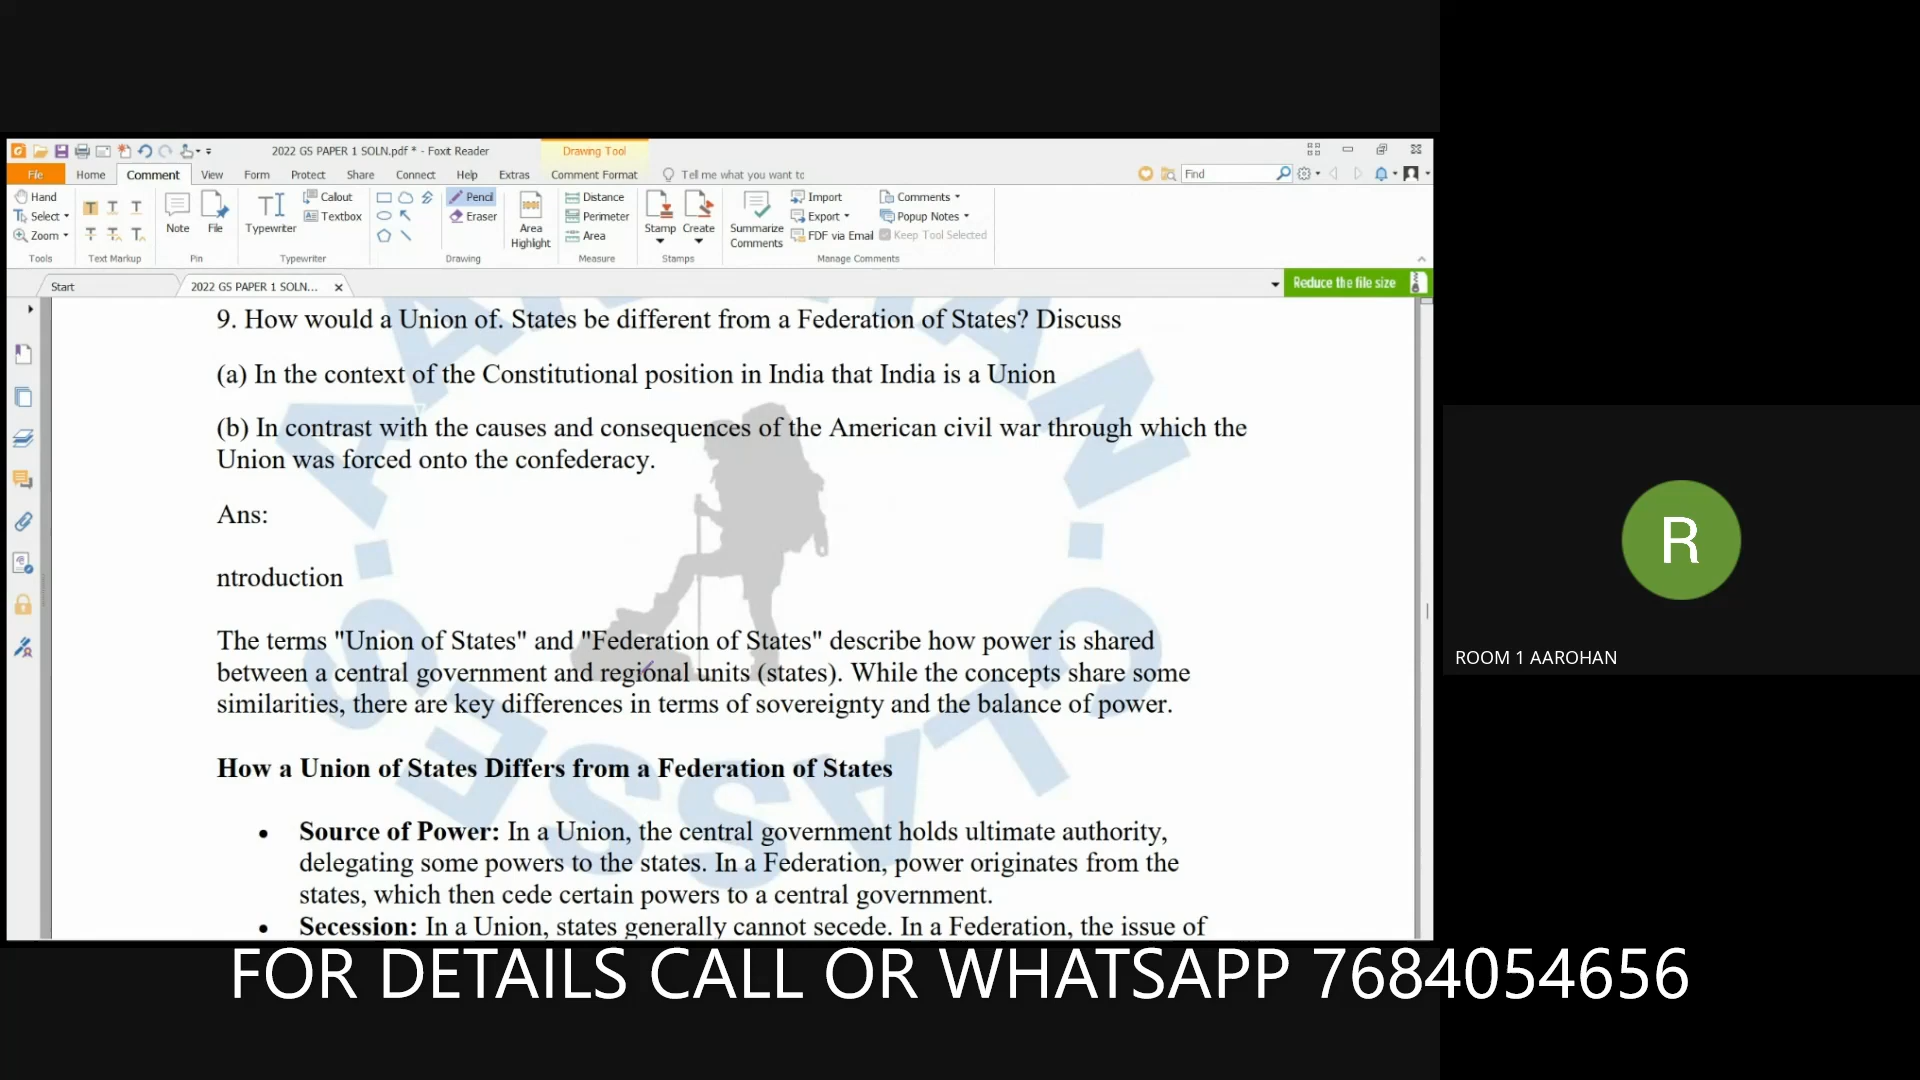 2022 GS PAPER 1 SOLN.pdf * - Foxit Reader
Drawing Tool
File Home Comment View Form Protect Share Connect Help Extras Comment Format Tell me what you want to Find
Hand
Select
Zoom
Tools
Text Markup
Note
File
Pin
Typewriter
Callout
Textbox
Typewriter
Pencil
Eraser
Drawing
Area
Highlight
Distance
Perimeter
Area
Measure
Stamp
Create
Stamps
Summarize
Comments
Import
Export
FDF via Email
Comments
Popup Notes
Keep Tool Selected
Manage Comments
Start
2022 GS PAPER 1 SOLN...
Reduce the file size
9. How would a Union of. States be different from a Federation of States? Discuss
(a) In the context of the Constitutional position in India that India is a Union
(b) In contrast with the causes and consequences of the American civil war through which the
Union was forced onto the confederacy.
Ans:
ntroduction
The terms "Union of States" and "Federation of States" describe how power is shared
between a central government and regional units (states). While the concepts share some
similarities, there are key differences in terms of sovereignty and the balance of power.
How a Union of States Differs from a Federation of States
• Source of Power: In a Union, the central government holds ultimate authority,
delegating some powers to the states. In a Federation, power originates from the
states, which then cede certain powers to a central government.
• Secession: In a Union, states generally cannot secede. In a Federation, the issue of
CLASSES
R
ROOM 1 AAROHAN
FOR DETAILS CALL OR WHATSAPP 7684054656